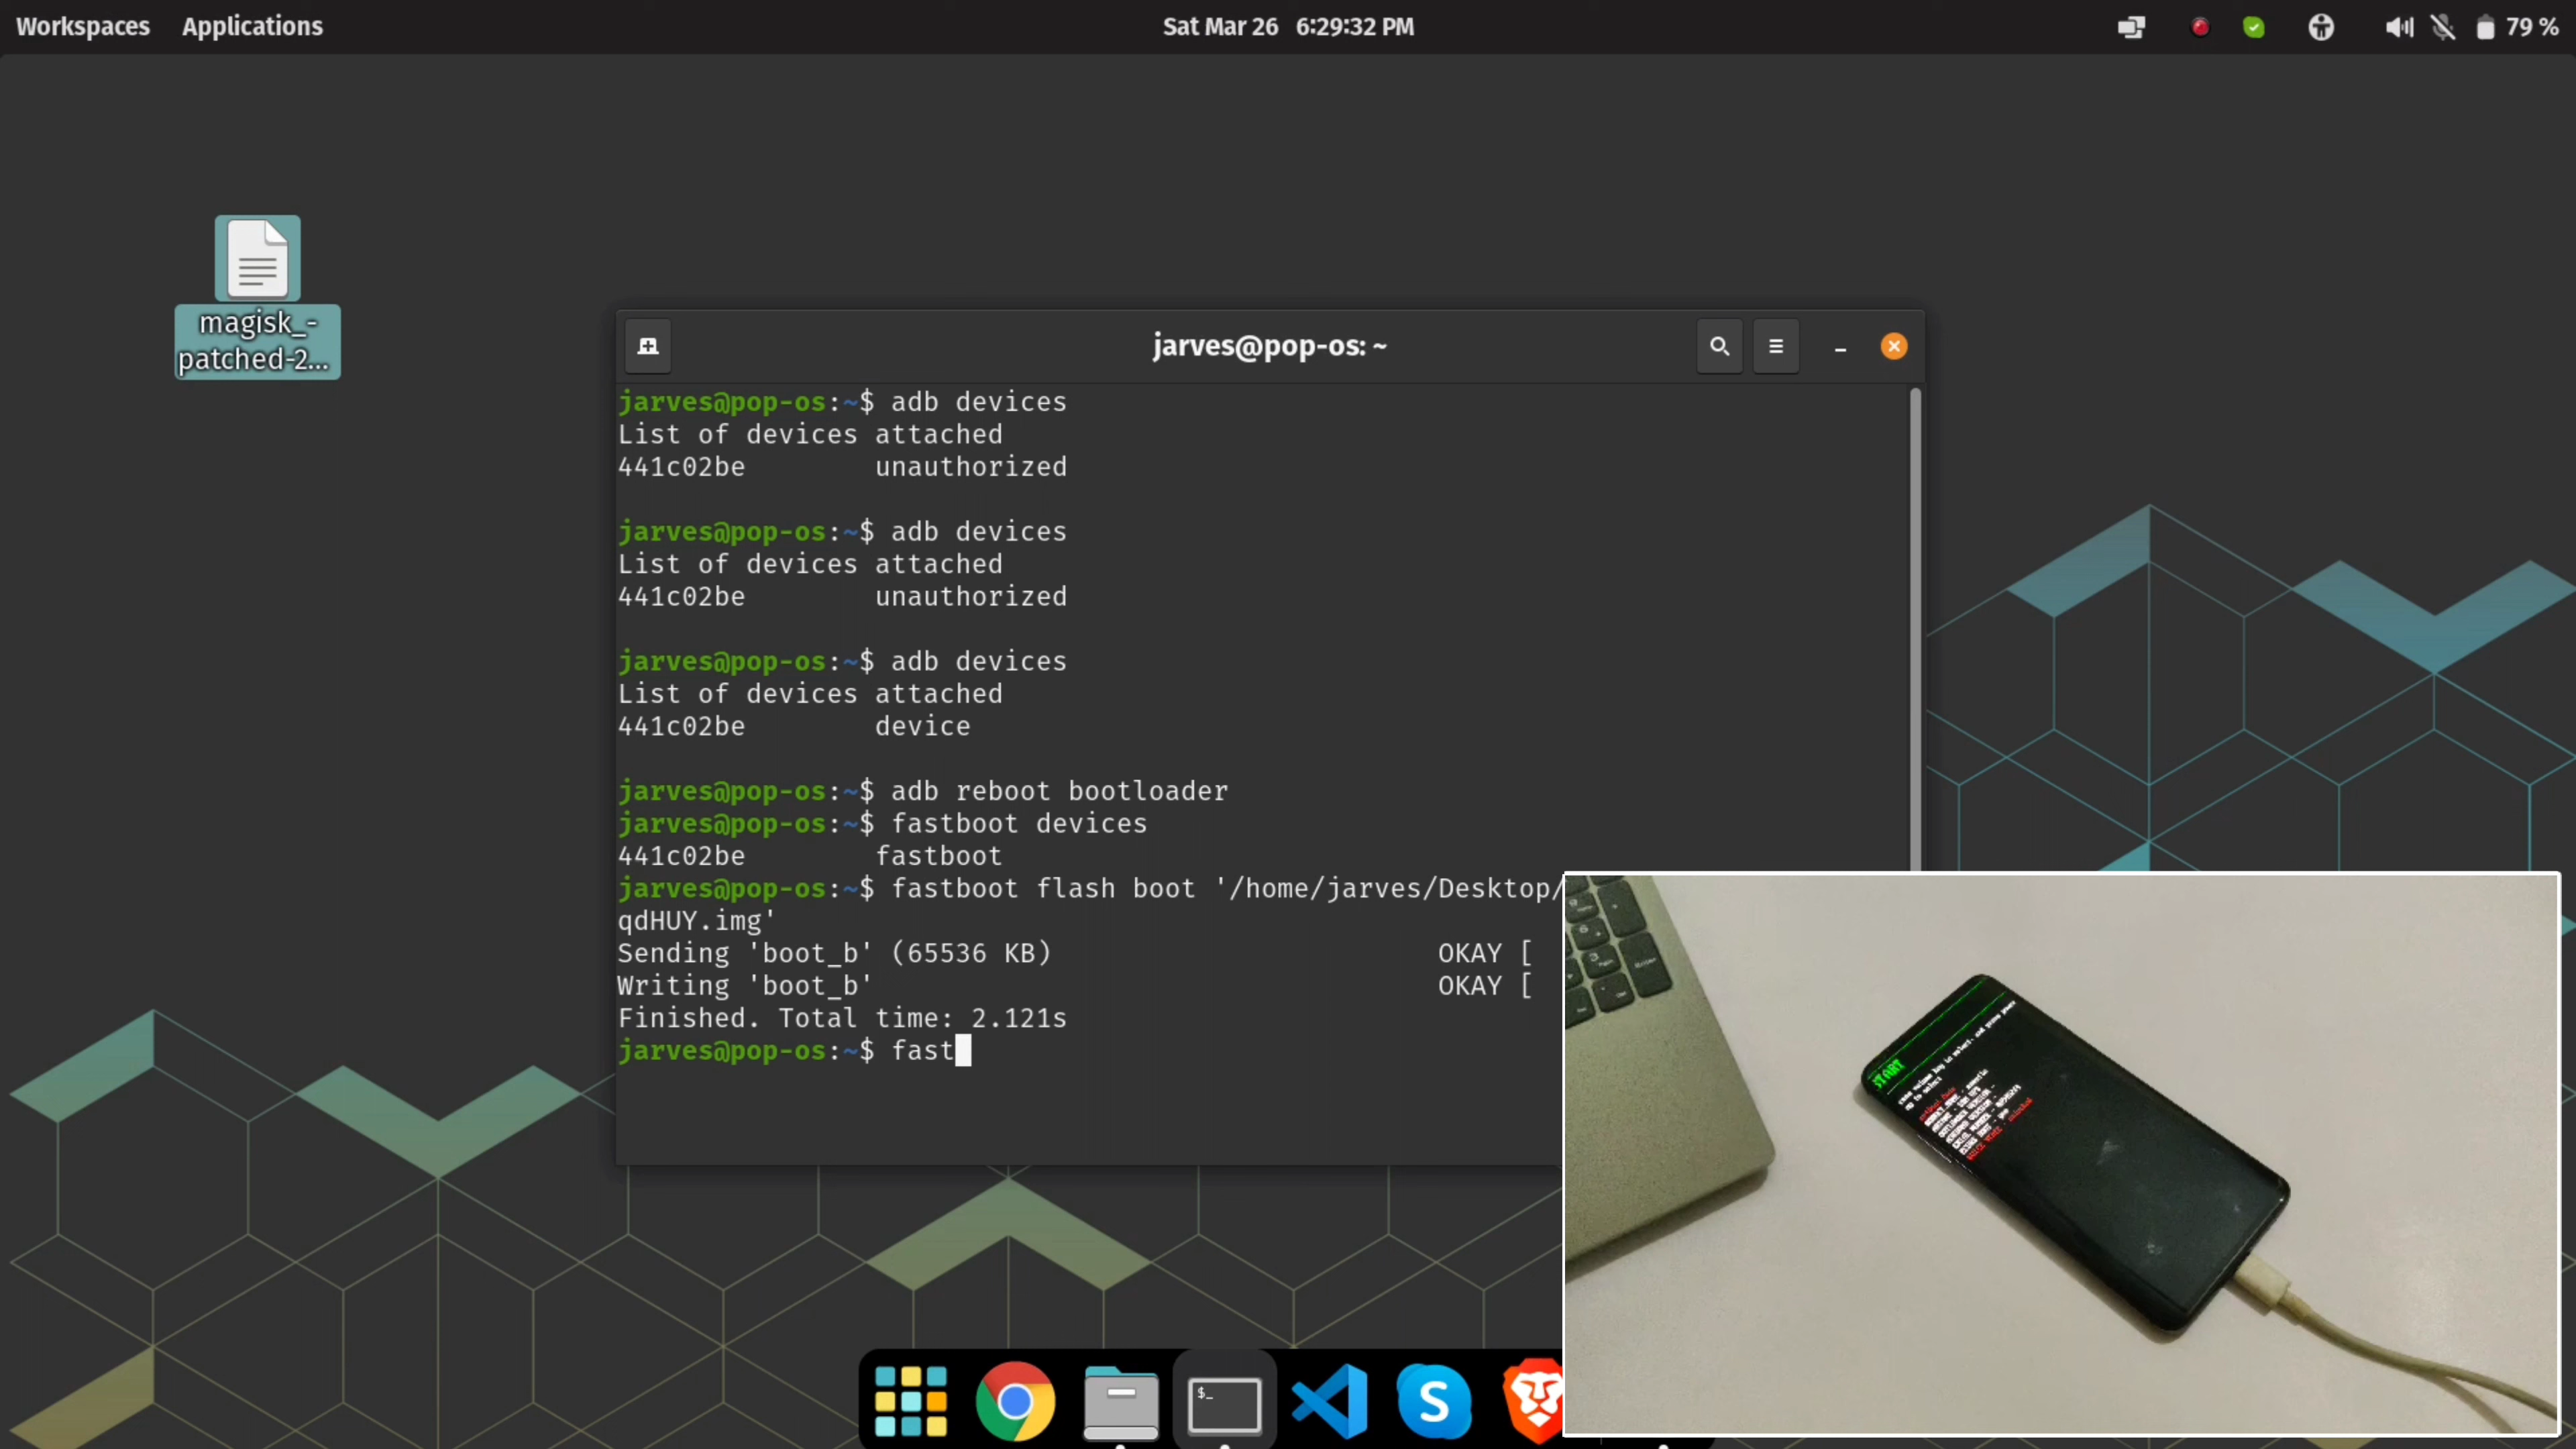 Workspaces Applications Sat Mar 26 6:29:32 PM 79 %
magisk_-
patched-2...
jarves@pop-os: ~
jarves@pop-os:~$ adb devices
List of devices attached
441c02be unauthorized
jarves@pop-os:~$ adb devices
List of devices attached
441c02be unauthorized
jarves@pop-os:~$ adb devices
List of devices attached
441c02be device
jarves@pop-os:~$ adb reboot bootloader
jarves@pop-os:~$ fastboot devices
441c02be fastboot
jarves@pop-os:~$ fastboot flash boot '/home/jarves/Desktop/
qdHUY.img'
Sending 'boot_b' (65536 KB) OKAY [
Writing 'boot_b' OKAY [
Finished. Total time: 2.121s
jarves@pop-os:~$ fast
$_
S
START